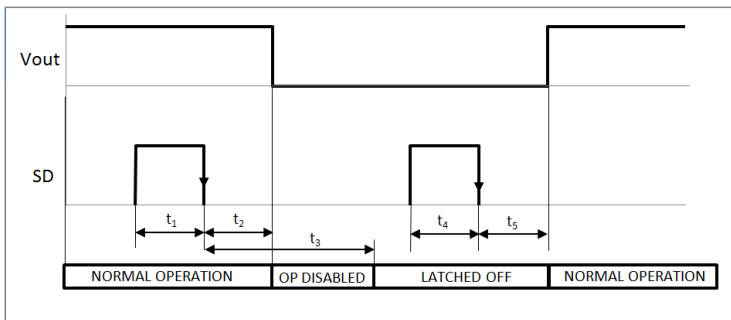 Vout
SD
t1 t2
t3
t4 t5
NORMAL OPERATION OP DISABLED LATCHED OFF NORMAL OPERATION